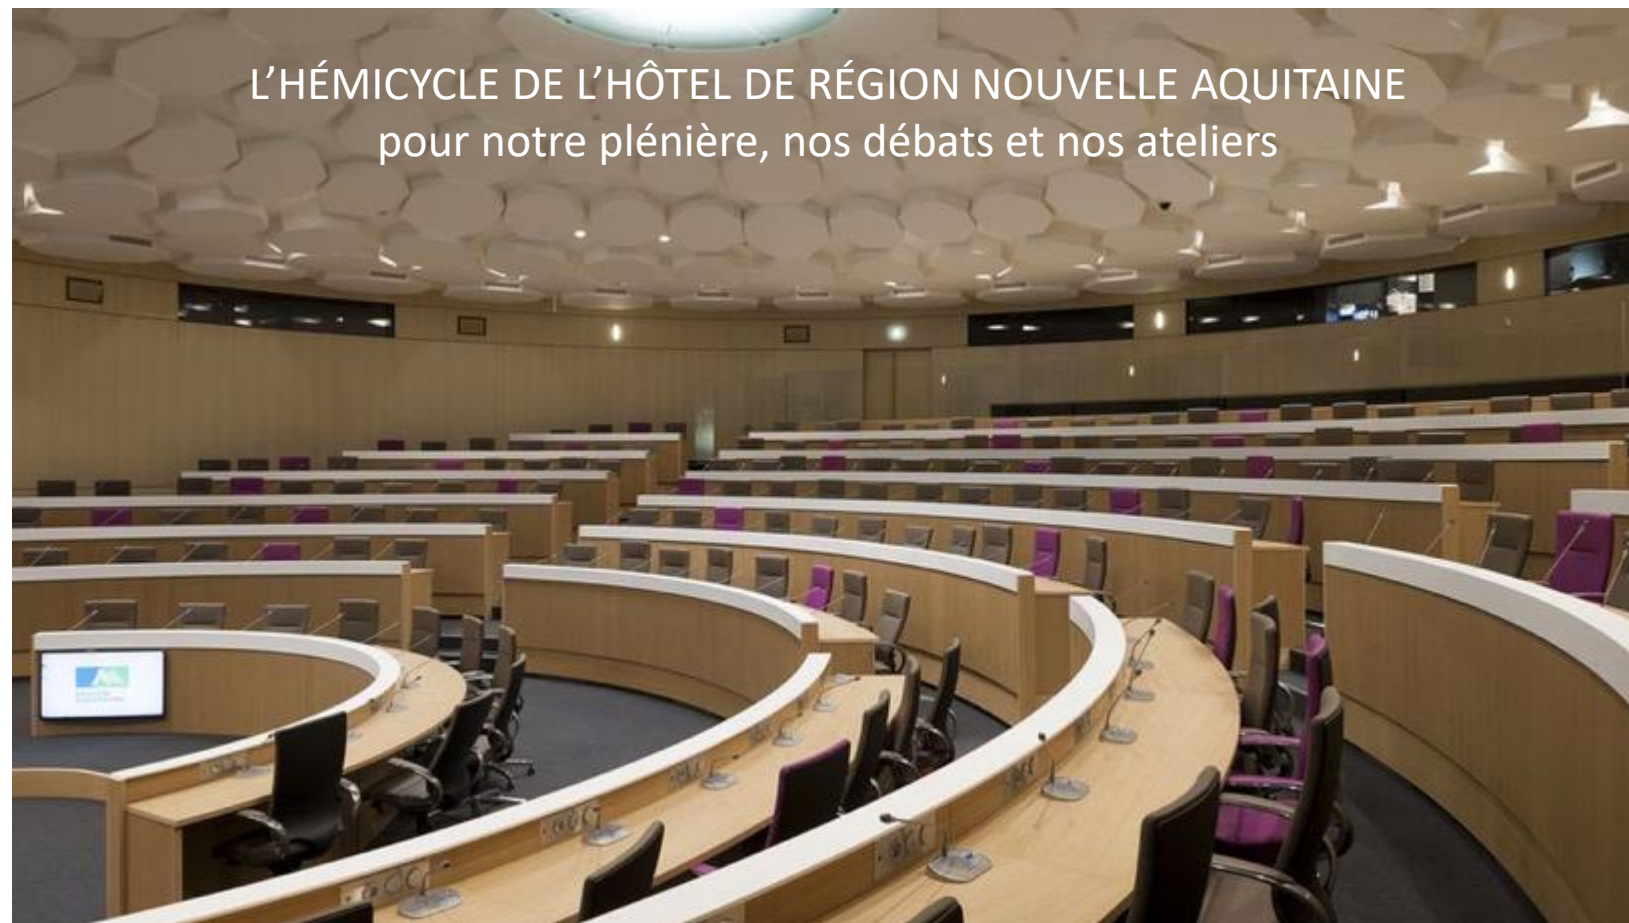 L'HÉMICYCLE DE L'HÔTEL DE RÉGION NOUVELLE AQUITAINE
pour notre plénière, nos débats et nos ateliers